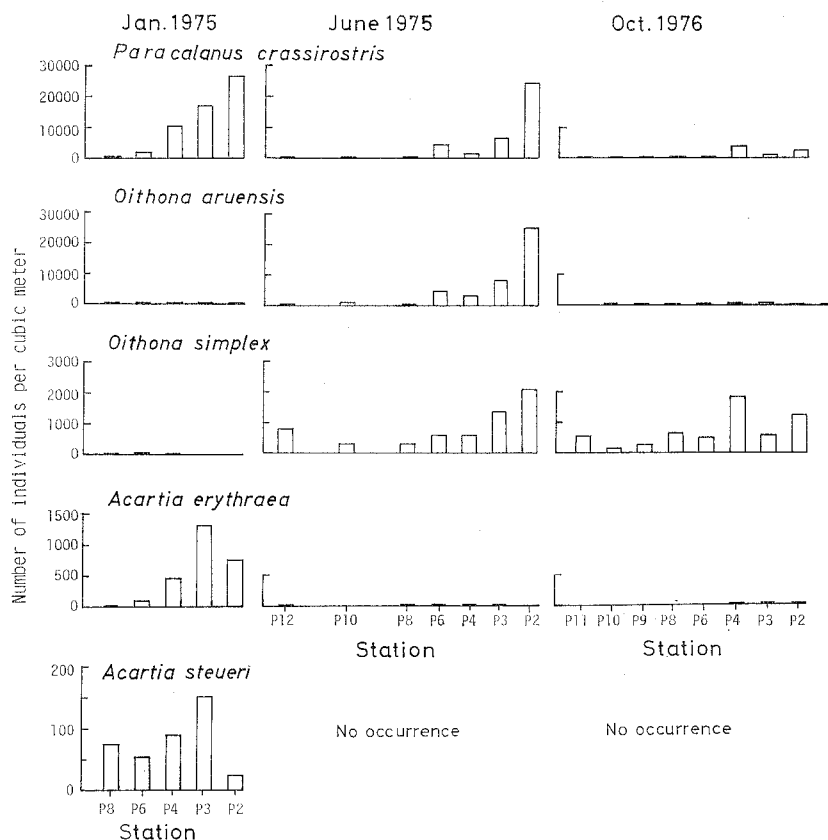 Jan. 1975 June 1975 Oct. 1976
Paracalanus crassirostris
30000
20000
10000
0
Oithona aruensis
30000
20000
10000
0
Number of individuals per cubic meter
Oithona simplex
3000
2000
1000
0
Acartia erythraea
1500
1000
500
0
P12 P10 P8 P6 P4 P3 P2 P11 P10 P9 P8 P6 P4 P3 P2
Station Station
Acartia steueri
200
100
0
No occurrence No occurrence
P8 P6 P4 P3 P2
Station